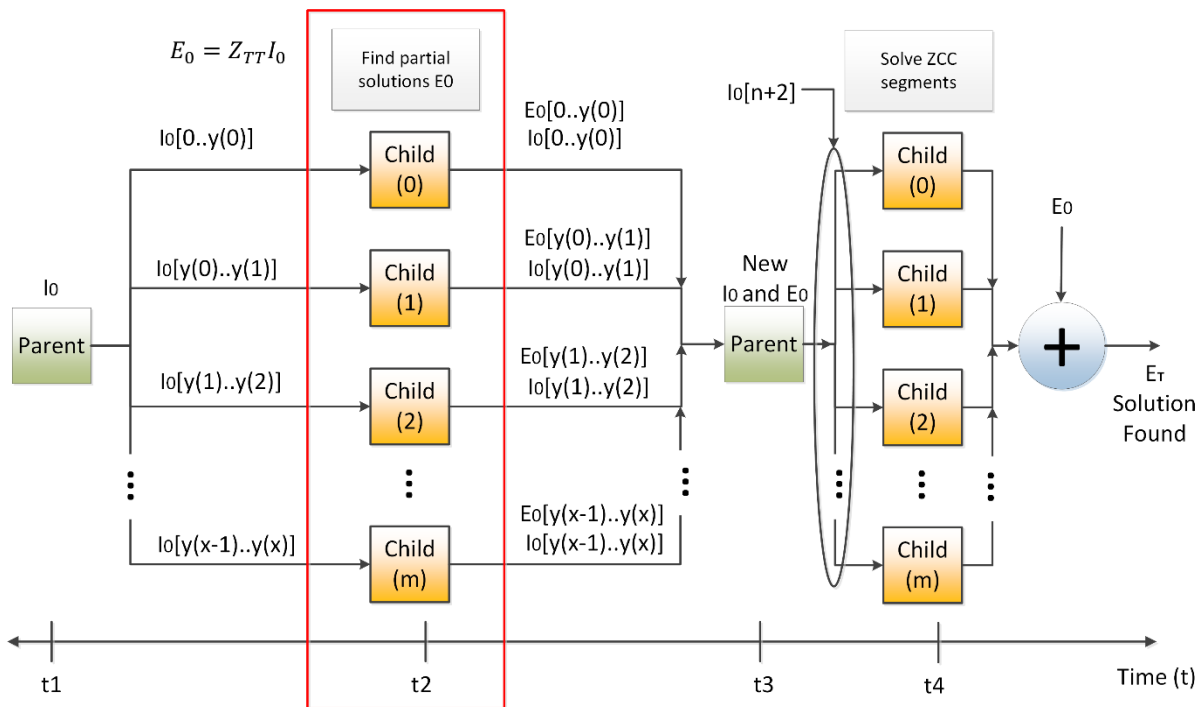 E₀ = Z_TT I₀
Find partial
solutions E0
Solve ZCC
segments
I₀[n+2]
I₀[0..y(0)]
E₀[0..y(0)]
I₀[0..y(0)]
Child
(0)
Child
(0)
E₀
I₀[y(0)..y(1)]
E₀[y(0)..y(1)]
I₀[y(0)..y(1)]
Child
(1)
Child
(1)
I₀
Parent
New
I₀ and E₀
Parent
+
I₀[y(1)..y(2)]
E₀[y(1)..y(2)]
I₀[y(1)..y(2)]
Child
(2)
Child
(2)
E_T
Solution
Found
I₀[y(x-1)..y(x)]
E₀[y(x-1)..y(x)]
I₀[y(x-1)..y(x)]
Child
(m)
Child
(m)
t1
t2
t3
t4
Time (t)